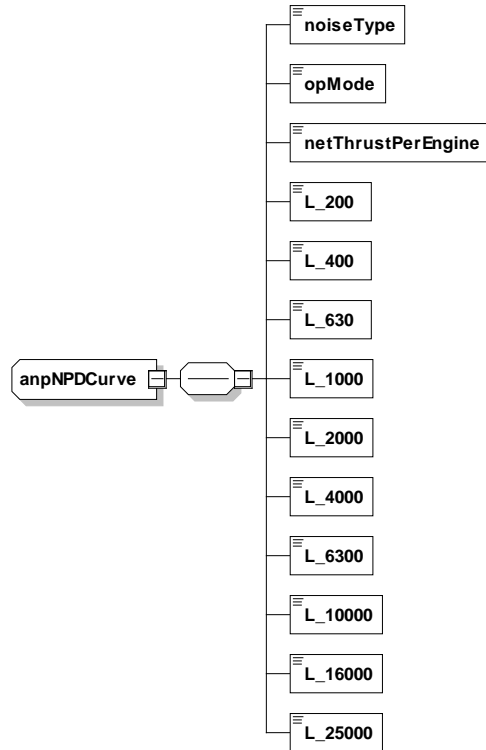 noiseType
opMode
netThrustPerEngine
L_200
L_400
L_630
anpNPDCurve
L_1000
L_2000
L_4000
L_6300
L_10000
L_16000
L_25000